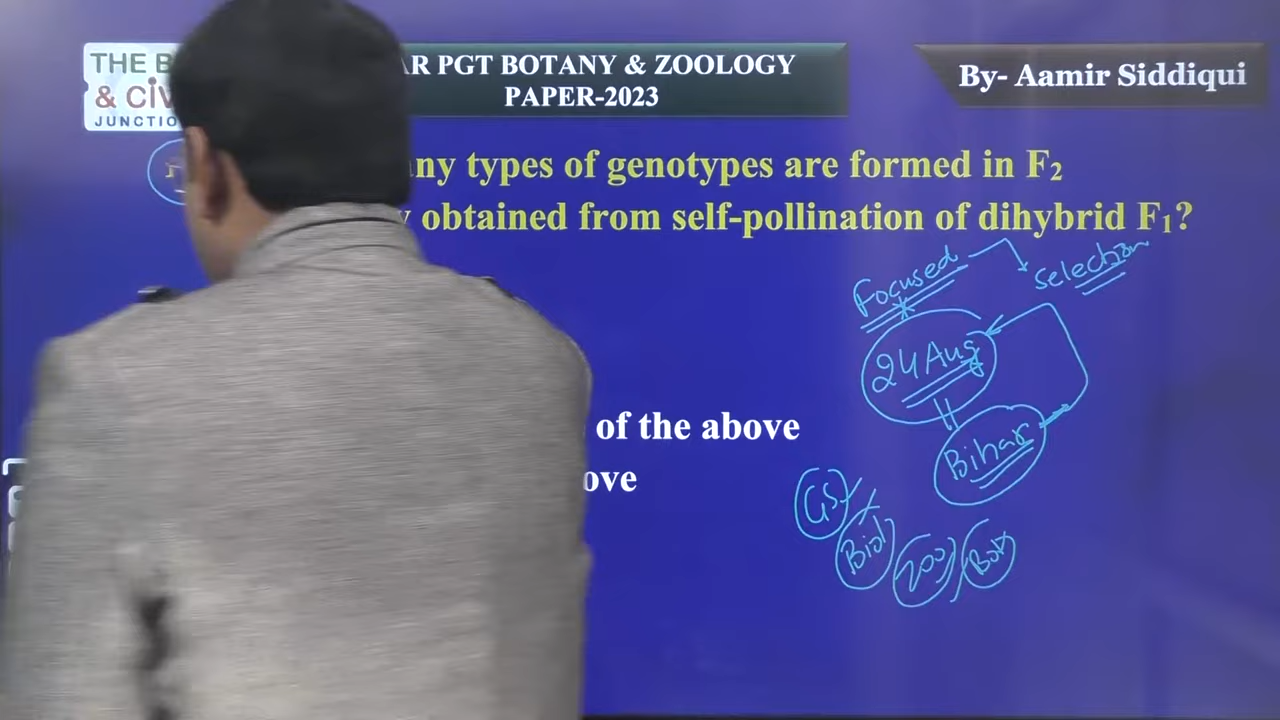 THE B
& CiV
JUNCTIO
AR PGT BOTANY & ZOOLOGY
PAPER-2023
By- Aamir Siddiqui
any types of genotypes are formed in F₂
y obtained from self-pollination of dihybrid F₁?
Focused
Selection
24 Aug
Bihar
of the above
ove
GS
Biol
Zoo
Bot